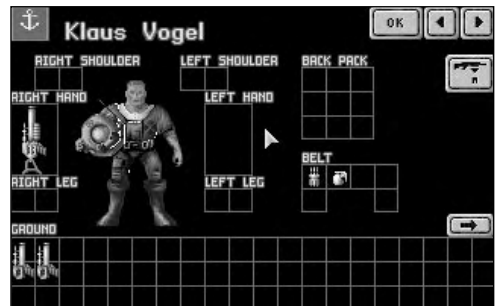 Klaus Vogel
OK
RIGHT SHOULDER
LEFT SHOULDER
BACK PACK
RIGHT HAND
LEFT HAND
BELT
RIGHT LEG
LEFT LEG
GROUND